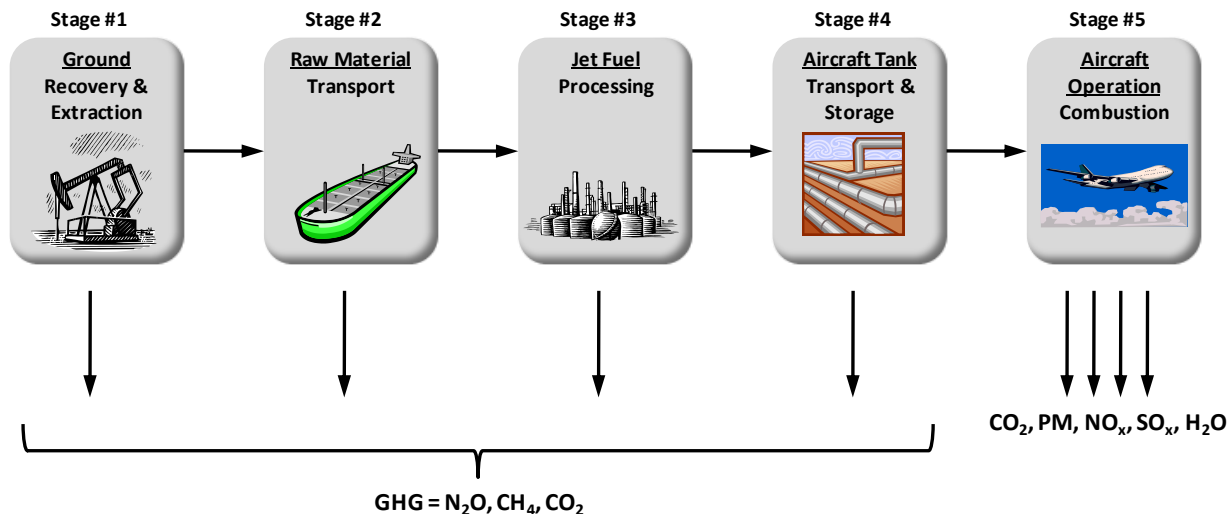 Stage #1
Stage #2
Stage #3
Stage #4
Stage #5
Ground
Recovery &
Extraction
Raw Material
Transport
Jet Fuel
Processing
Aircraft Tank
Transport &
Storage
Aircraft
Operation
Combustion
CO₂, PM, NOₓ, SOₓ, H₂O
GHG = N₂O, CH₄, CO₂